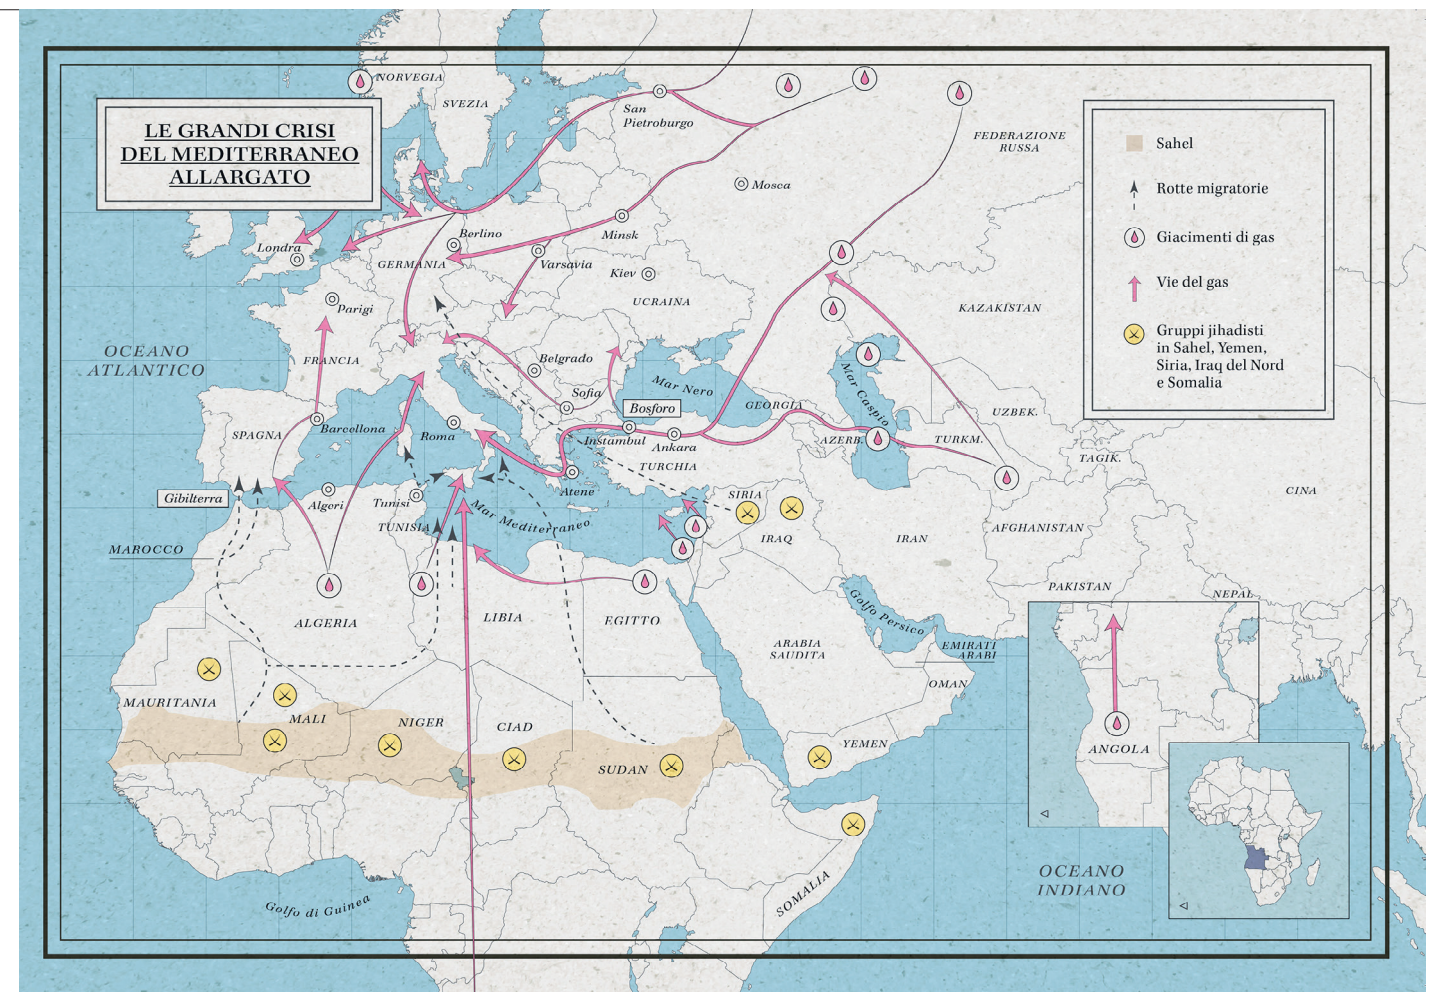 LE GRANDI CRISI
DEL MEDITERRANEO
ALLARGATO
NORVEGIA
SVEZIA
San
Pietroburgo
FEDERAZIONE
RUSSA
Mosca
Londra
Berlino
Minsk
GERMANIA
Varsavia
Kiev
UCRAINA
Parigi
KAZAKISTAN
OCEANO
ATLANTICO
FRANCIA
Belgrado
Mar Nero
Mar Caspio
Sofia
Bosforo
GEORGIA
UZBEK.
SPAGNA
Barcellona
Roma
Instambul
Ankara
AZERB.
TURKM.
TAGIK.
TURCHIA
CINA
Gibilterra
Algeri
Tunisi
Atene
SIRIA
TUNISIA
Mar Mediterraneo
IRAQ
IRAN
AFGHANISTAN
MAROCCO
PAKISTAN
NEPAL
Golfo Persico
ALGERIA
LIBIA
EGITTO
ARABIA
SAUDITA
EMIRATI
ARABI
OMAN
MAURITANIA
MALI
NIGER
CIAD
SUDAN
YEMEN
ANGOLA
OCEANO
INDIANO
SOMALIA
Golfo di Guinea
Sahel
Rotte migratorie
Giacimenti di gas
Vie del gas
Gruppi jihadisti
in Sahel, Yemen,
Siria, Iraq del Nord
e Somalia